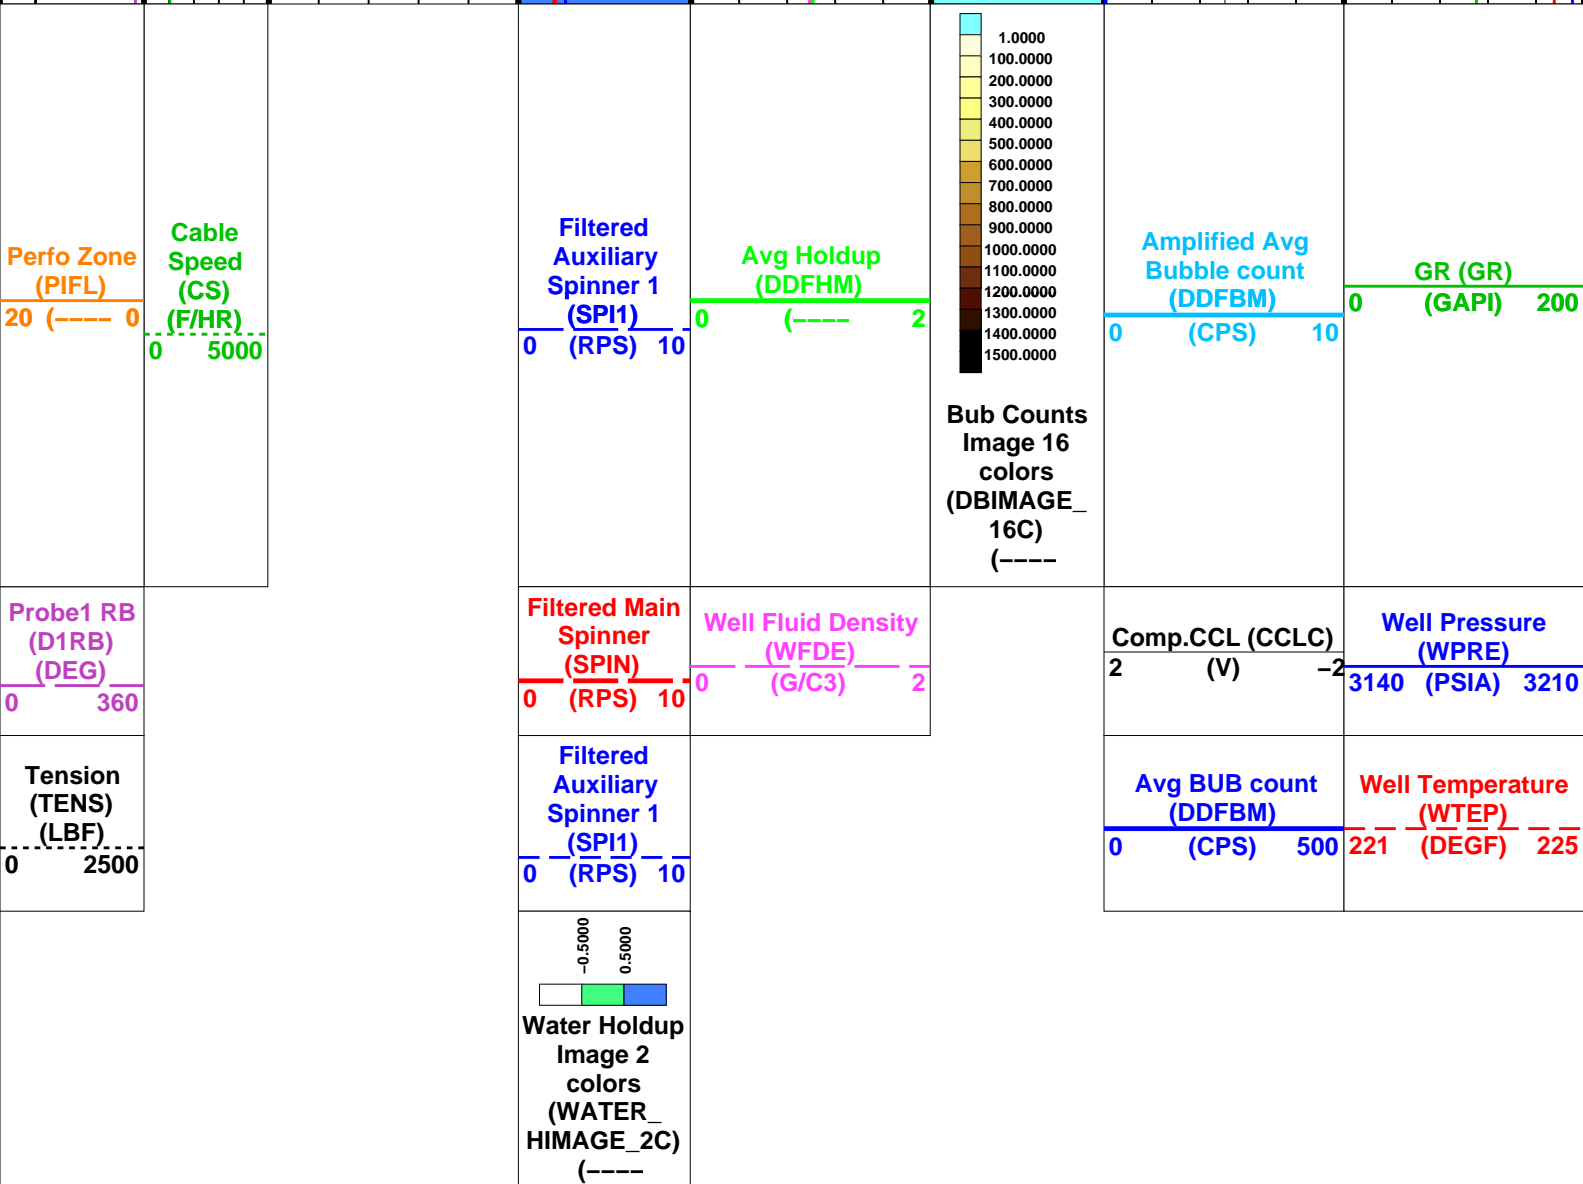 Perfo Zone
(PIFL)
20 (–––– 0
Cable
Speed
(CS)
(F/HR)
0 5000
Filtered
Auxiliary
Spinner 1
(SPI1)
0 (RPS) 10
Avg Holdup
(DDFHM)
0 (–––– 2
1.0000
100.0000
200.0000
300.0000
400.0000
500.0000
600.0000
700.0000
800.0000
900.0000
1000.0000
1100.0000
1200.0000
1300.0000
1400.0000
1500.0000
Bub Counts
Image 16
colors
(DBIMAGE_
16C)
(––––
Amplified Avg
Bubble count
(DDFBM)
0 (CPS) 10
GR (GR)
0 (GAPI) 200
Probe1 RB
(D1RB)
(DEG)
0 360
Filtered Main
Spinner
(SPIN)
0 (RPS) 10
Well Fluid Density
(WFDE)
0 (G/C3) 2
Comp.CCL (CCLC)
2 (V) –2
Well Pressure
(WPRE)
3140 (PSIA) 3210
Tension
(TENS)
(LBF)
0 2500
Filtered
Auxiliary
Spinner 1
(SPI1)
0 (RPS) 10
Avg BUB count
(DDFBM)
0 (CPS) 500
Well Temperature
(WTEP)
221 (DEGF) 225
–0.5000
0.5000
Water Holdup
Image 2
colors
(WATER_
HIMAGE_2C)
(––––